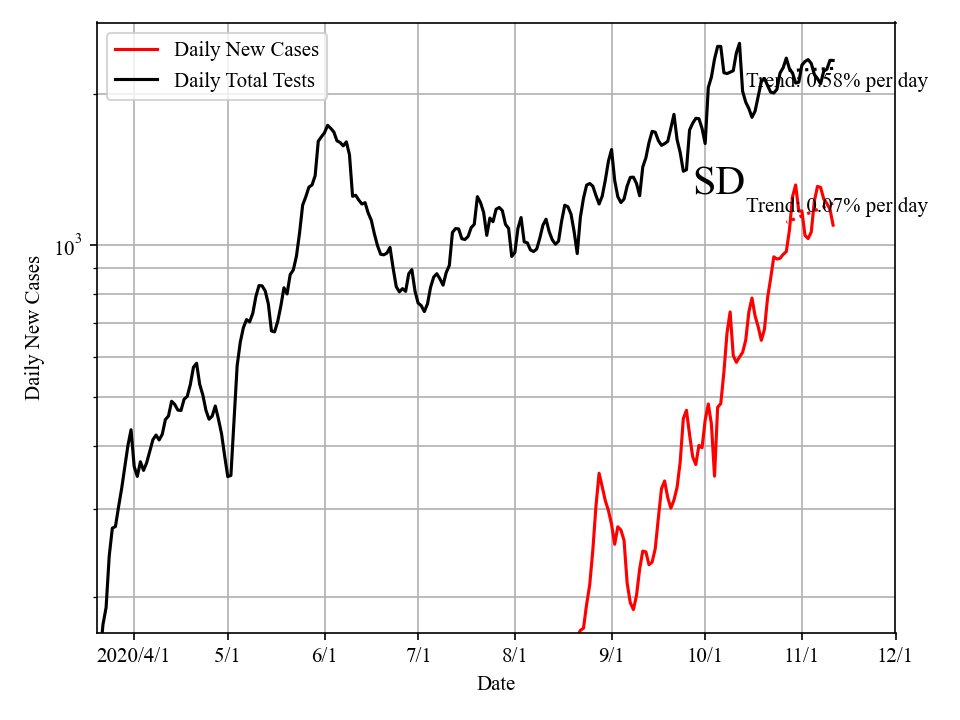 Daily New Cases
Daily Total Tests
Trend: 0.58% per day
SD
Trend: 0.07% per day
10^3
Daily New Cases
2020/4/1 5/1 6/1 7/1 8/1 9/1 10/1 11/1 12/1
Date